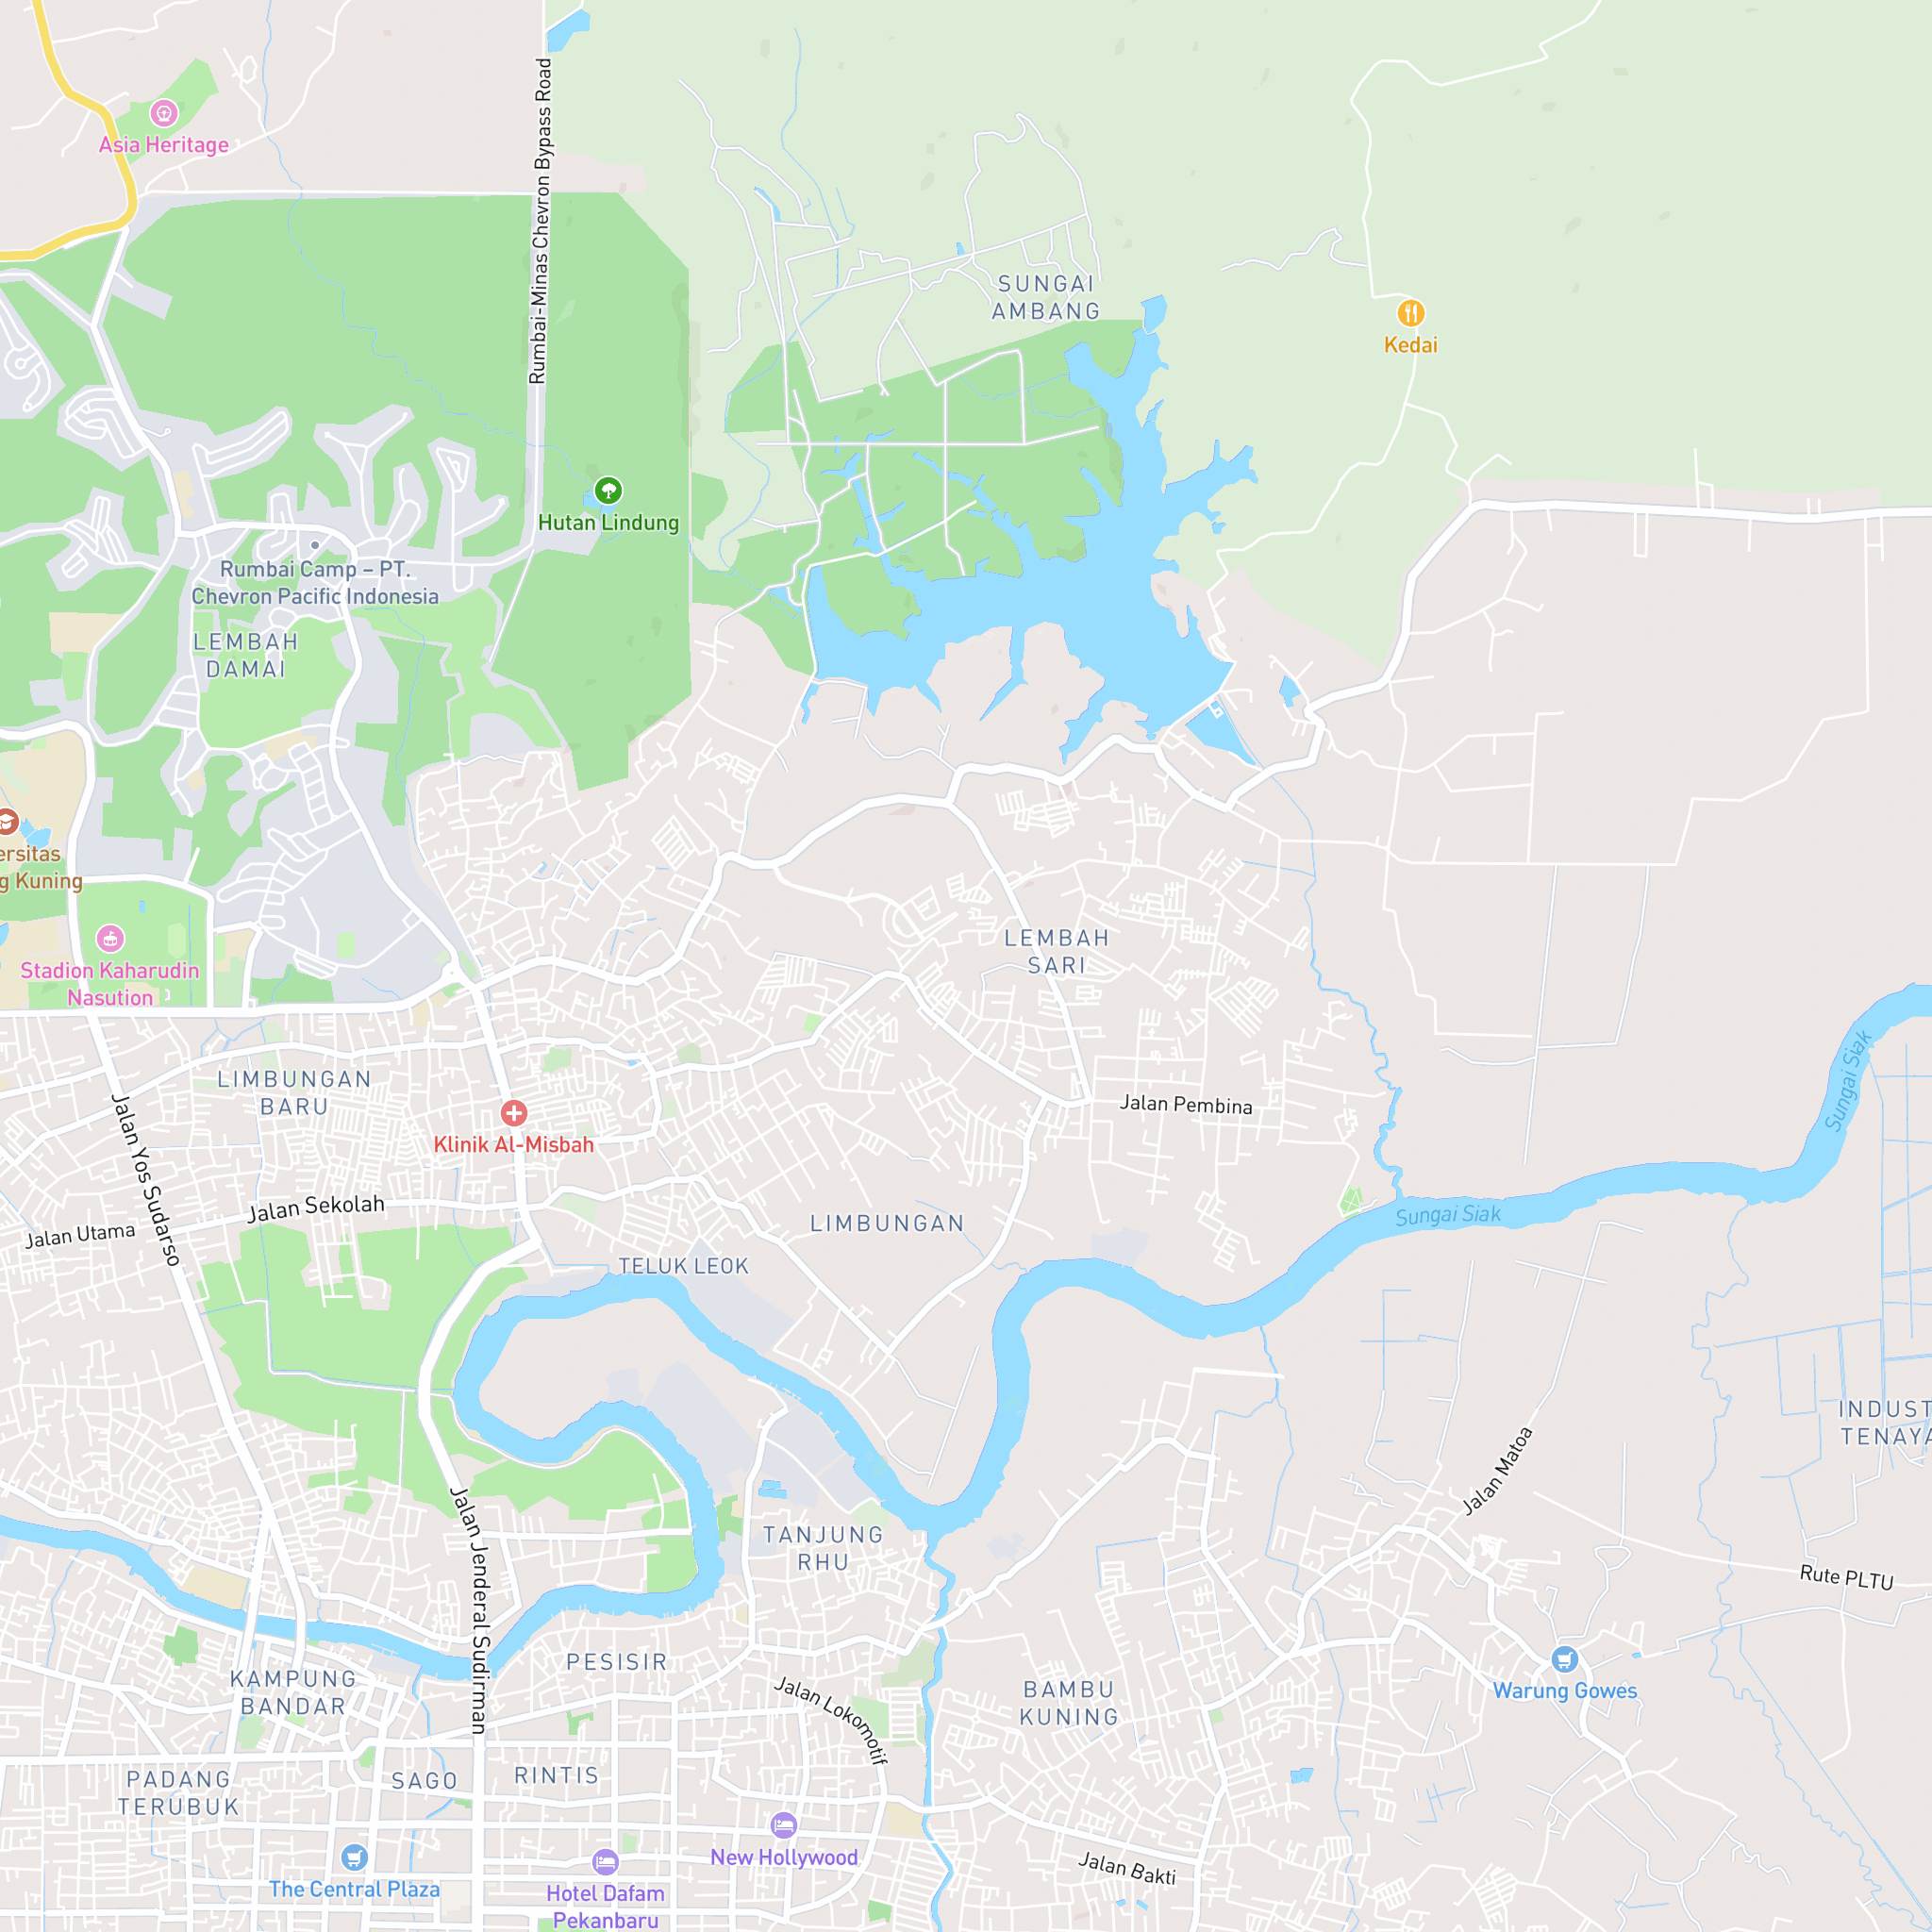 Rumbai-Minas Chevron Bypass Road
Asia Heritage
SUNGAI
AMBANG
Kedai
Hutan Lindung
Rumbai Camp – PT.
Chevron Pacific Indonesia
LEMBAH
DAMAI
ersitas
g Kuning
Stadion Kaharudin
Nasution
LEMBAH
SARI
Sungai Siak
LIMBUNGAN
BARU
Jalan Pembina
Klinik Al-Misbah
Jalan Yos Sudarso
Jalan Sekolah
Jalan Utama
LIMBUNGAN
Sungai Siak
TELUK LEOK
INDUST
TENAYA
Jalan Matoa
Jalan Jenderal Sudirman
TANJUNG
RHU
Rute PLTU
PESISIR
KAMPUNG
BANDAR
BAMBU
KUNING
Warung Gowes
Jalan Lokomotif
PADANG
TERUBUK
SAGO
RINTIS
New Hollywood
Jalan Bakti
The Central Plaza
Hotel Dafam
Pekanbaru